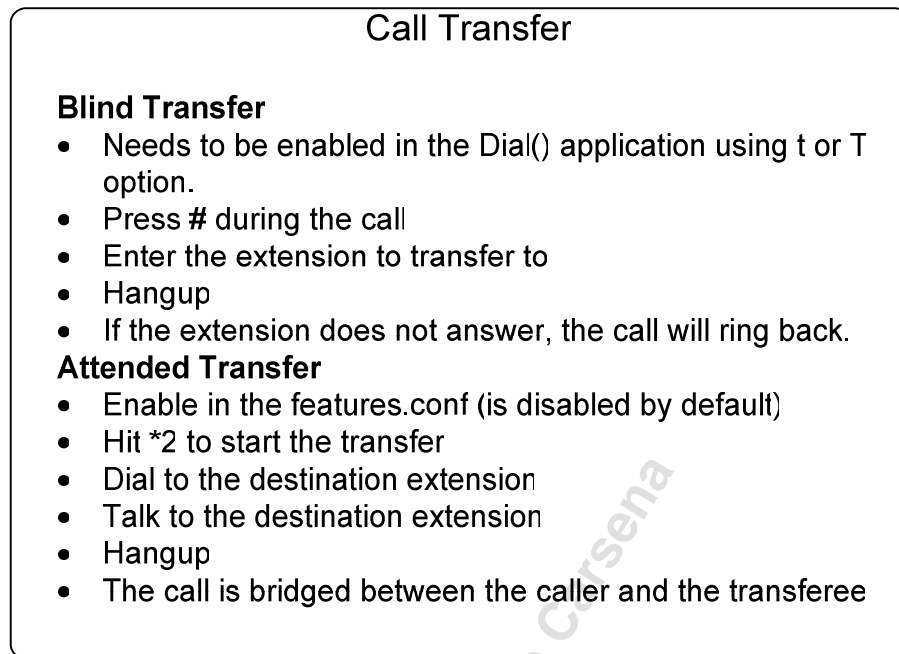 Call Transfer
Blind Transfer
• Needs to be enabled in the Dial() application using t or T
option.
• Press # during the call
• Enter the extension to transfer to
• Hangup
• If the extension does not answer, the call will ring back.
Attended Transfer
• Enable in the features.conf (is disabled by default)
• Hit *2 to start the transfer
• Dial to the destination extension
• Talk to the destination extension
• Hangup
• The call is bridged between the caller and the transferee
Carsena